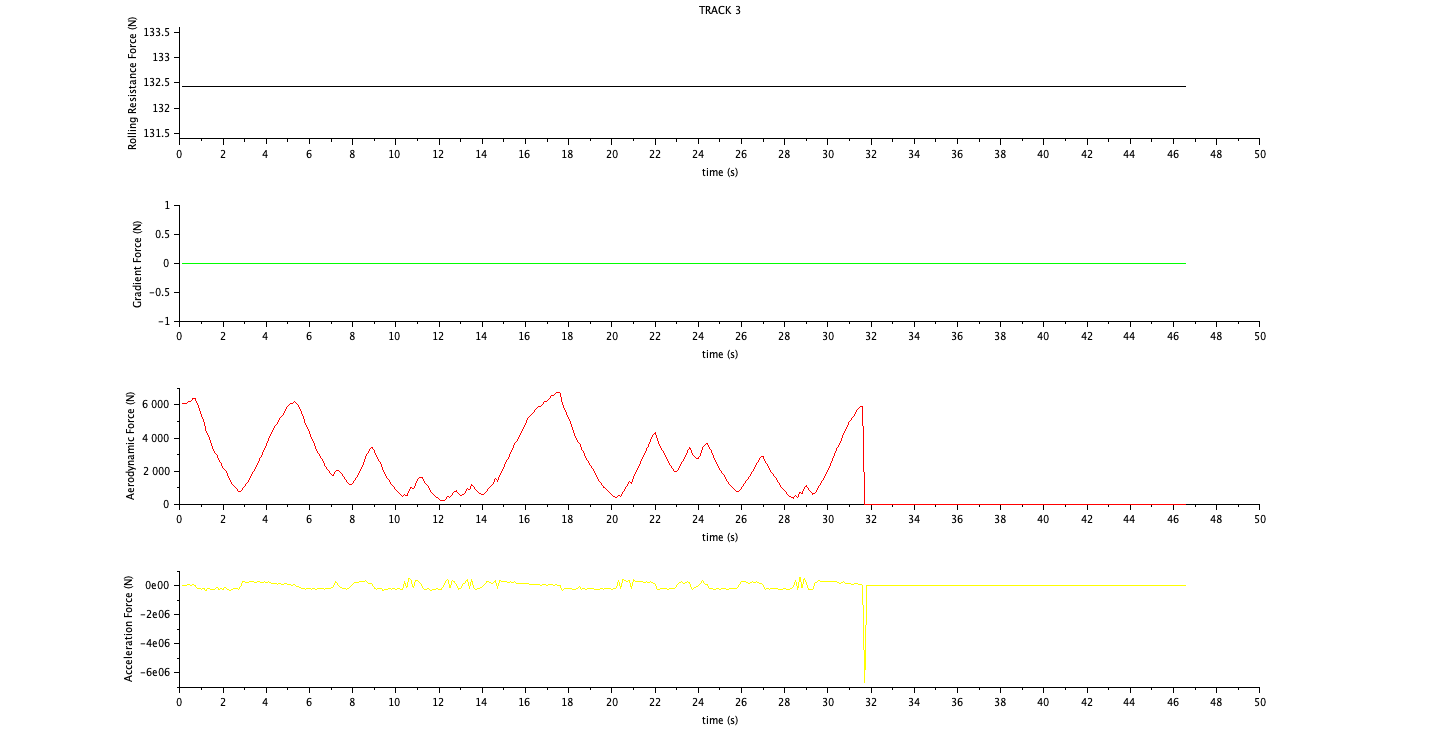 TRACK 3
Rolling Resistance Force (N)
133.5
133
132.5
132
131.5
0 2 4 6 8 10 12 14 16 18 20 22 24 26 28 30 32 34 36 38 40 42 44 46 48 50
time (s)
Gradient Force (N)
1
0.5
0
−0.5
−1
0 2 4 6 8 10 12 14 16 18 20 22 24 26 28 30 32 34 36 38 40 42 44 46 48 50
time (s)
Aerodynamic Force (N)
6 000
4 000
2 000
0
0 2 4 6 8 10 12 14 16 18 20 22 24 26 28 30 32 34 36 38 40 42 44 46 48 50
time (s)
Acceleration Force (N)
0e00
−2e06
−4e06
−6e06
0 2 4 6 8 10 12 14 16 18 20 22 24 26 28 30 32 34 36 38 40 42 44 46 48 50
time (s)